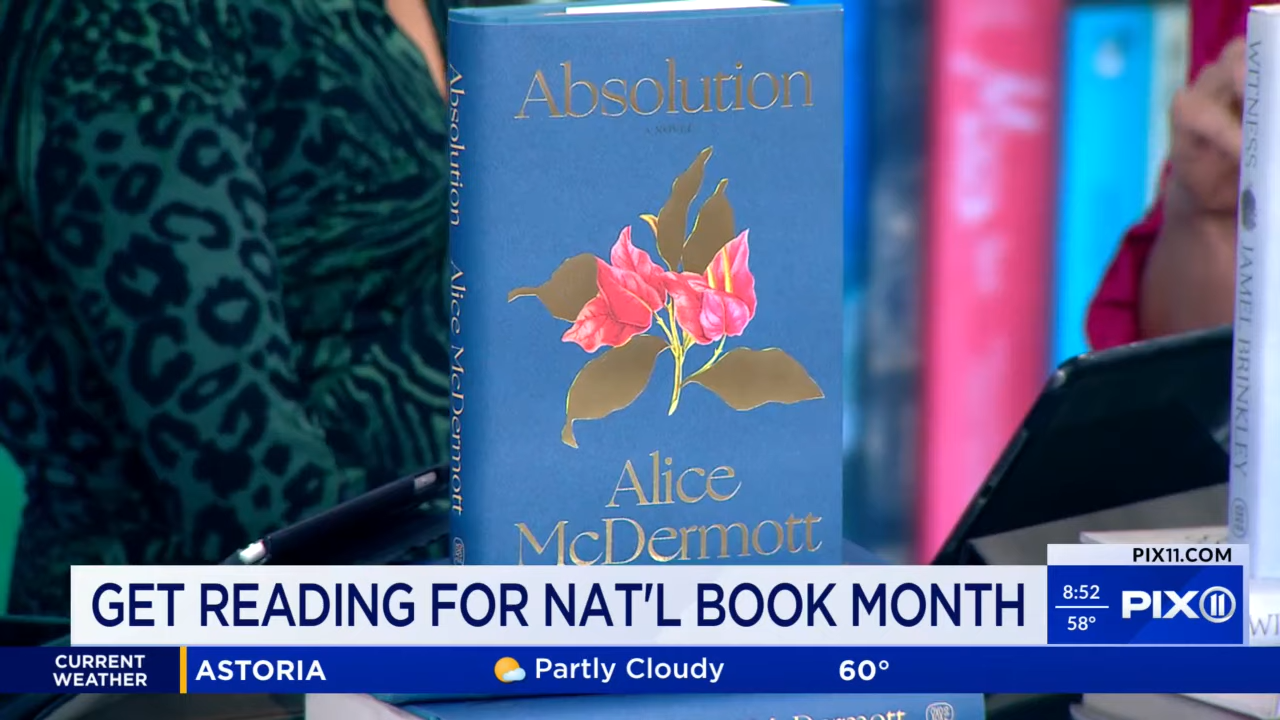 Absolution
A NOVEL
Absolution Alice McDermott
Alice
McDermott
WITNESS JAMEL BRINKLEY
PIX11.COM
GET READING FOR NAT'L BOOK MONTH
8:52
58°
PIX11
CURRENT
WEATHER
ASTORIA
Partly Cloudy
60°
McDermott